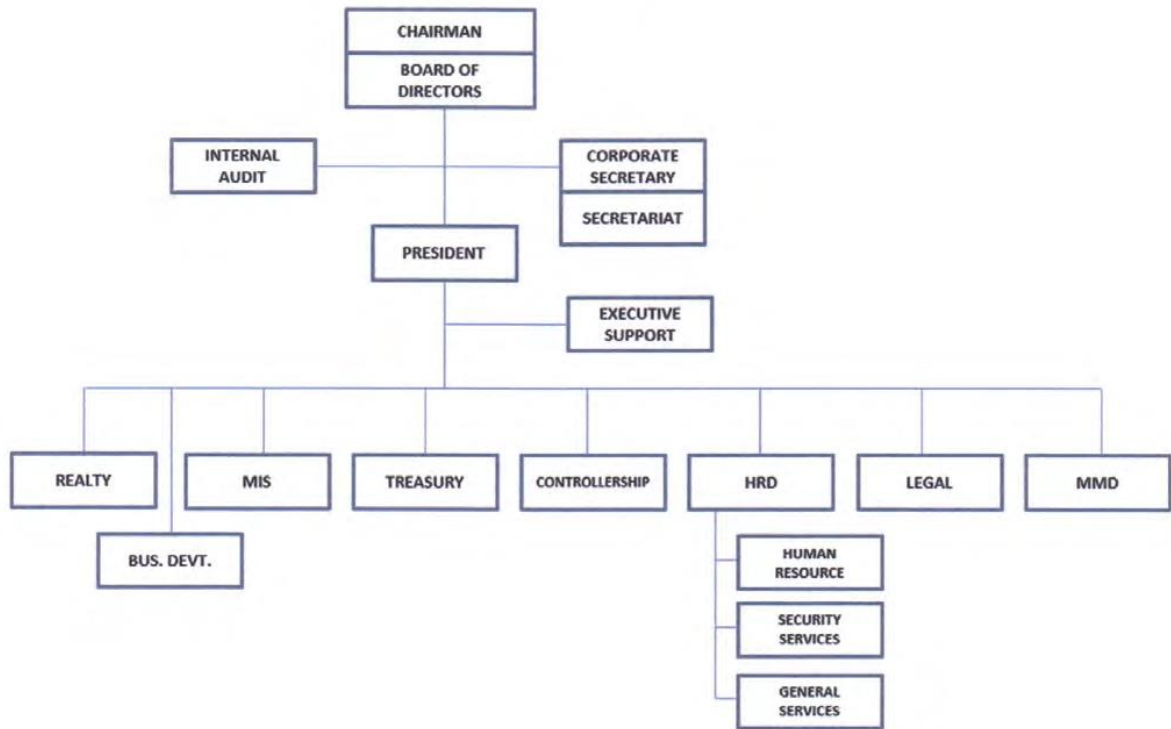 CHAIRMAN
BOARD OF
DIRECTORS
INTERNAL
AUDIT
CORPORATE
SECRETARY
SECRETARIAT
PRESIDENT
EXECUTIVE
SUPPORT
REALTY
MIS
TREASURY
CONTROLLERSHIP
HRD
LEGAL
MMD
BUS. DEVT.
HUMAN
RESOURCE
SECURITY
SERVICES
GENERAL
SERVICES